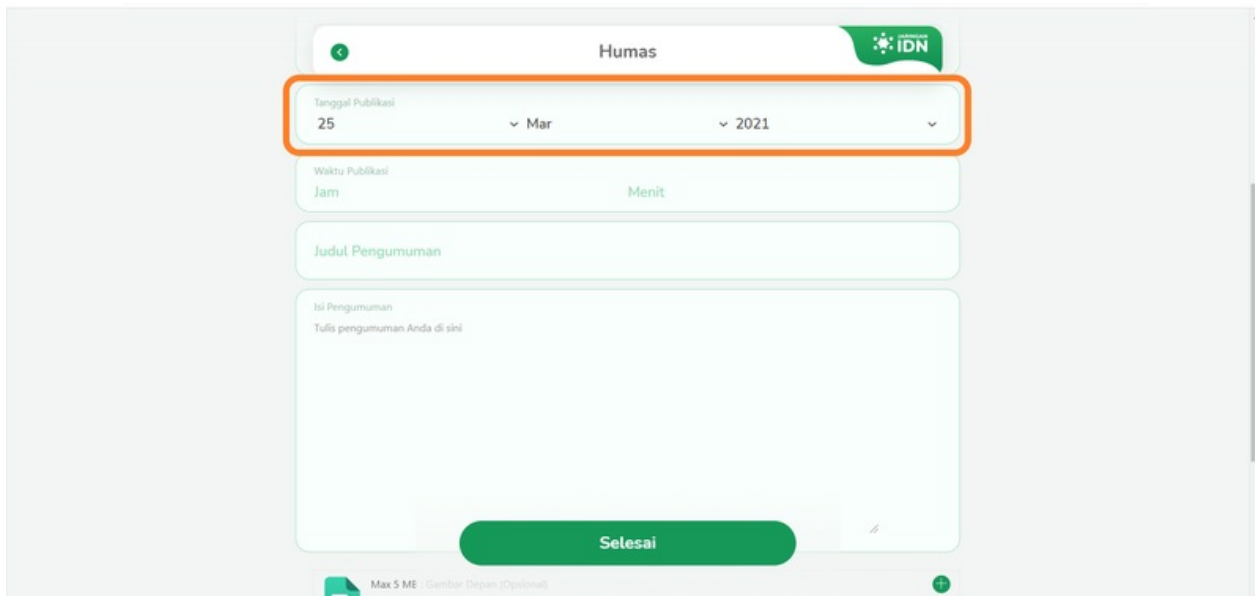 Humas
JARINGAN
IDN
Tanggal Publikasi
25 Mar 2021
Waktu Publikasi
Jam Menit
Judul Pengumuman
Isi Pengumuman
Tulis pengumuman Anda di sini
Selesai
Max 5 MB Gambar Depan (Opsional)